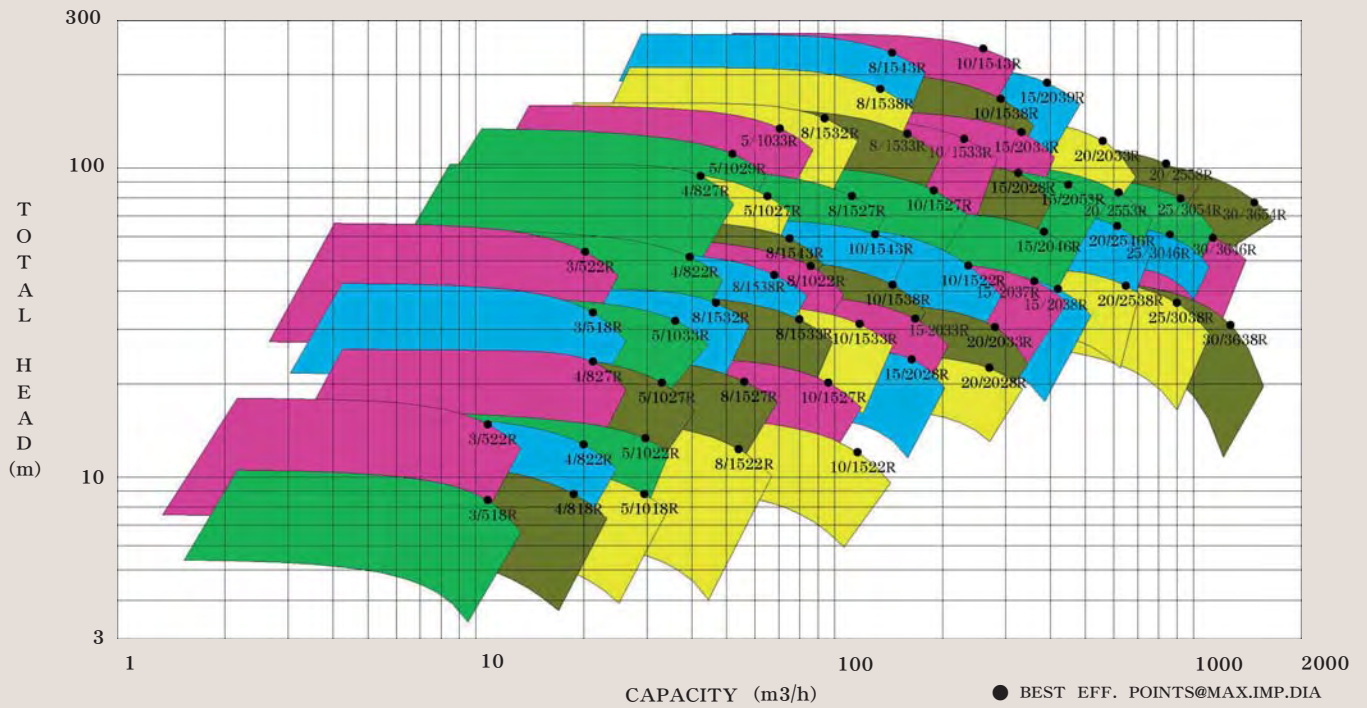 300
100
10
3
TOTAL HEAD
(m)
8/1543R
10/1543R
15/2039R
8/1538R
10/1538R
5/1033R
8/1532R
8/1533R
10/1533R
15/2033R
20/2033R
20/2558R
5/1029R
4/827R
5/1027R
8/1527R
10/1527R
15/2028R
15/2053R
20/2553R
25/3054R
30/3654R
3/522R
4/822R
8/1543R
10/1543R
15/2046R
20/2546R
25/3046R
30/3646R
8/1538R
8/1022R
10/1538R
10/1522R
15/2037R
15/2038R
20/2538R
25/3038R
30/3638R
3/518R
5/1033R
8/1532R
8/1533R
10/1533R
15/2033R
20/2033R
4/827R
5/1027R
8/1527R
10/1527R
15/2028R
20/2028R
3/522R
4/822R
5/1022R
8/1522R
10/1522R
3/518R
4/818R
5/1018R
1 10 100 1000 2000
CAPACITY (m3/h)
● BEST EFF. POINTS@MAX.IMP.DIA